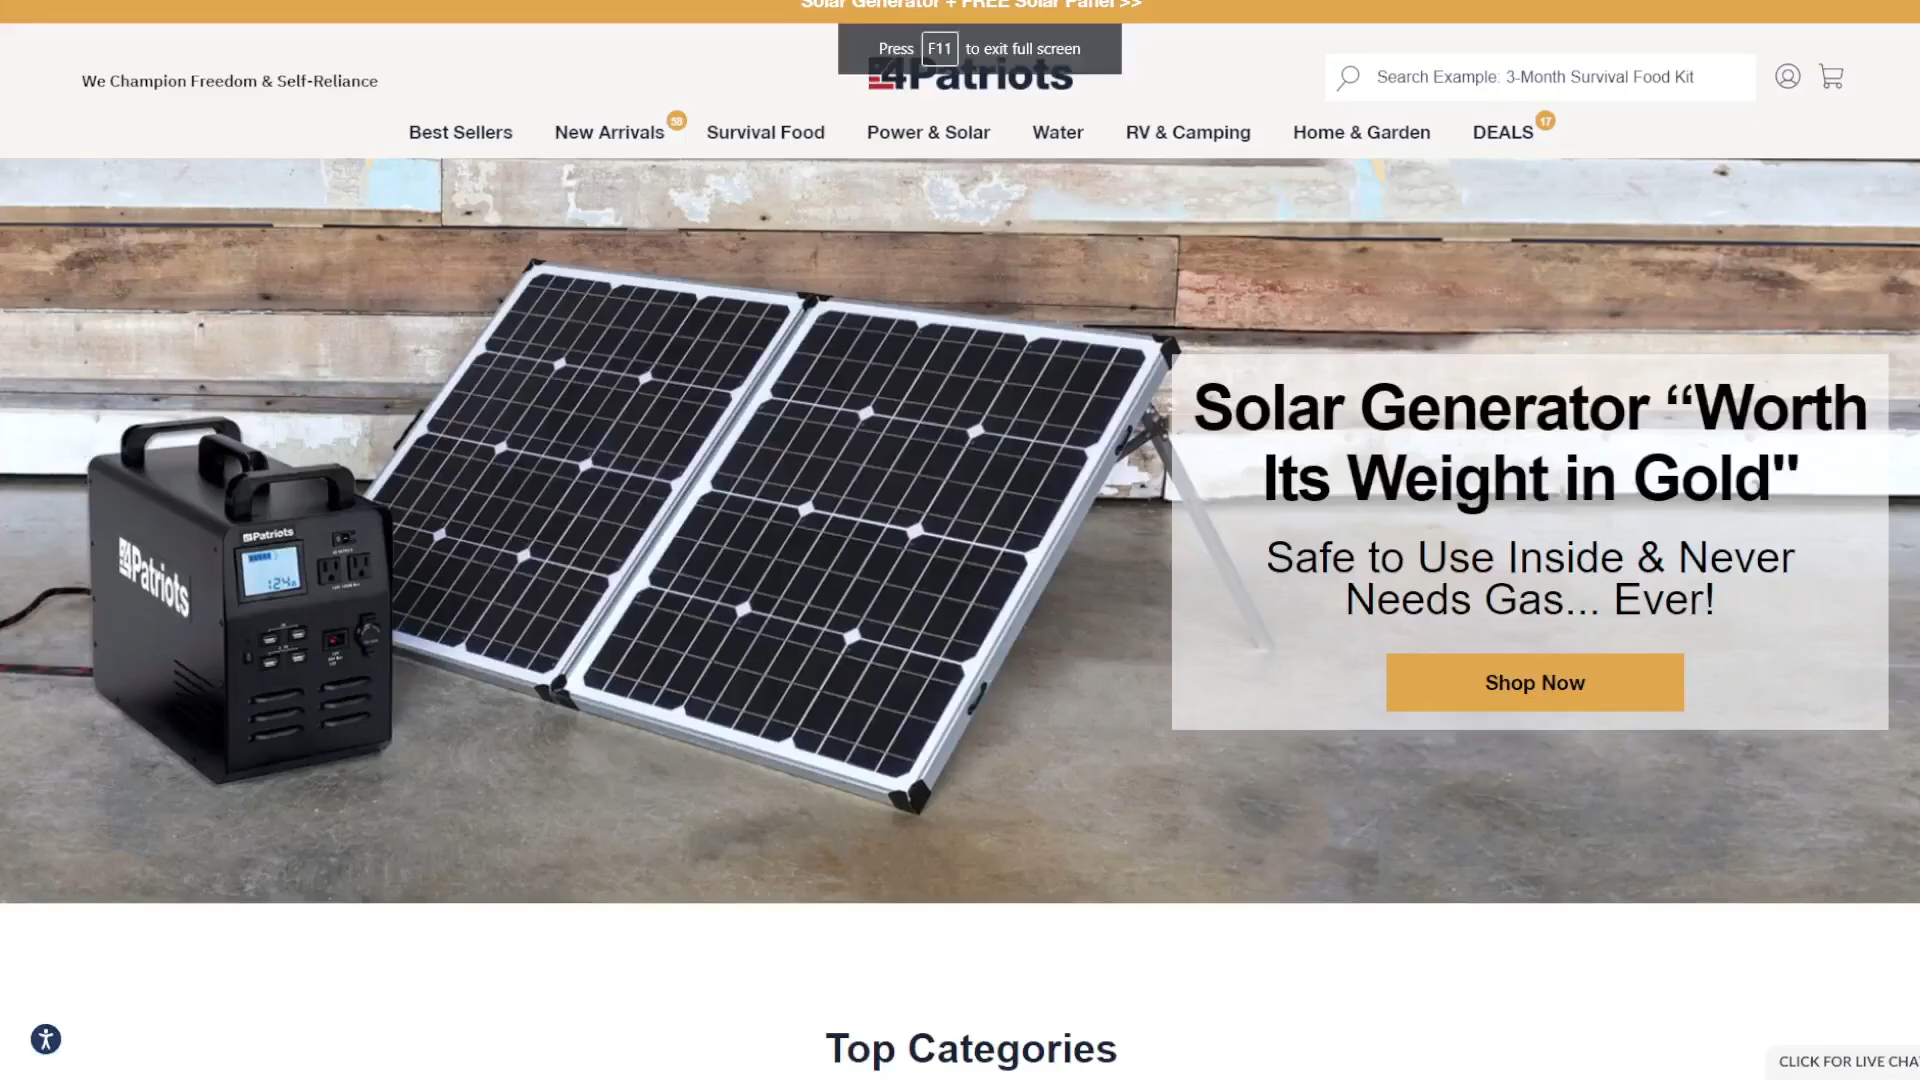 Solar Generator + FREE Solar Panel >>
Press F11 to exit full screen
We Champion Freedom & Self-Reliance
4Patriots
Search Example: 3-Month Survival Food Kit
Best Sellers
New Arrivals 58
Survival Food
Power & Solar
Water
RV & Camping
Home & Garden
DEALS 17
4Patriots
4Patriots
Solar Generator “Worth
Its Weight in Gold"
Safe to Use Inside & Never
Needs Gas... Ever!
Shop Now
Top Categories
CLICK FOR LIVE CHA